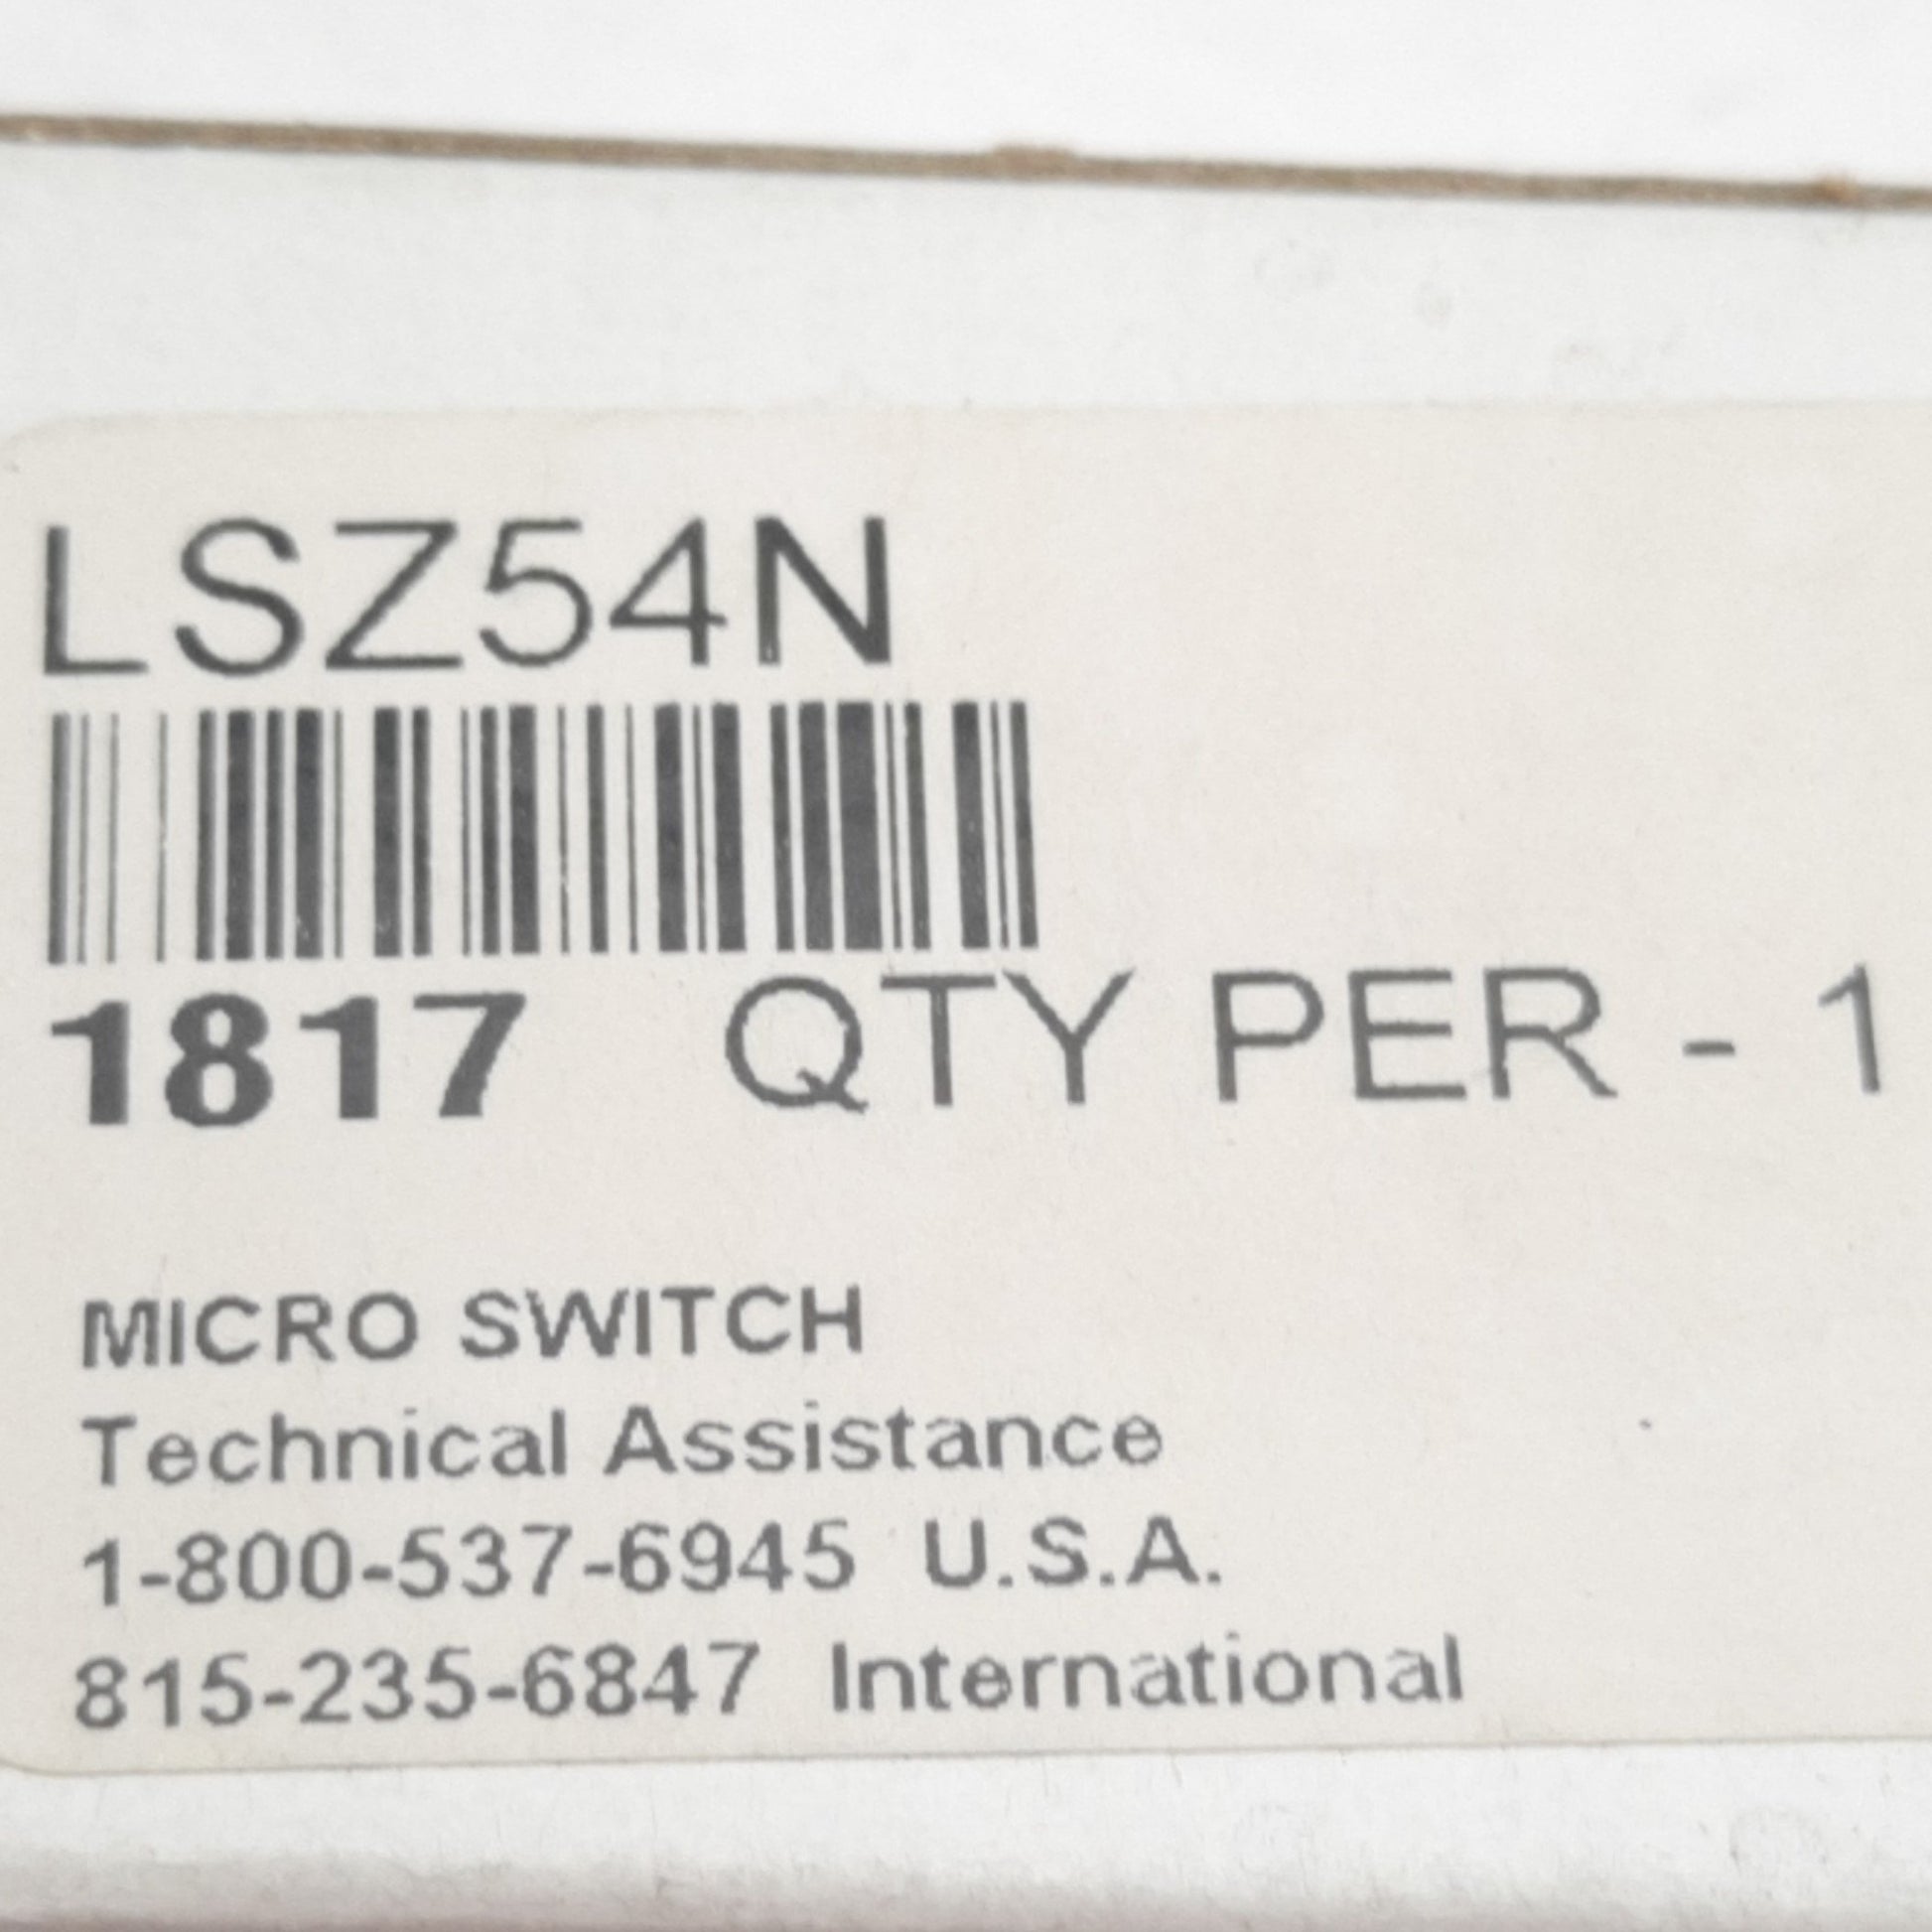 LSZ54N
1817 QTY PER - 1
MICRO SWITCH
Technical Assistance
1-800-537-6945 U.S.A.
815-235-6847 International